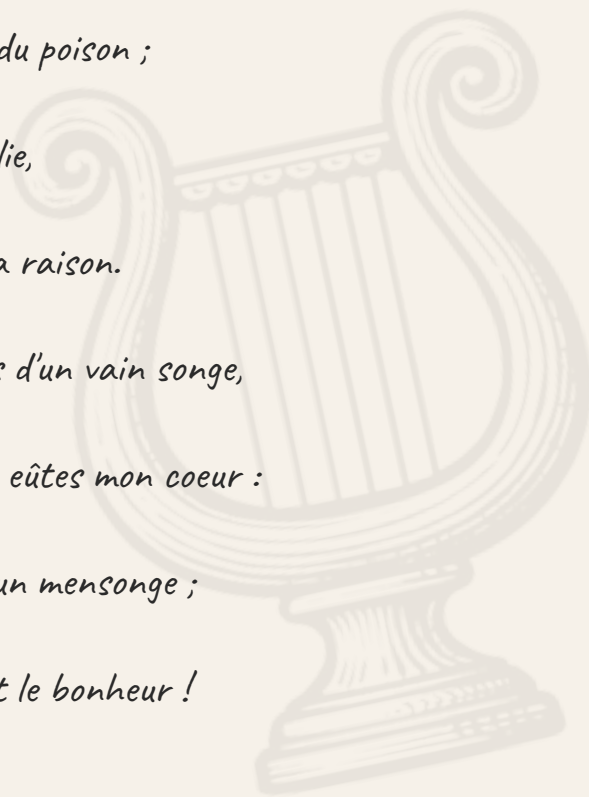 du poison ;
lie,
a raison.
s d'un vain songe,
eûtes mon coeur :
un mensonge ;
t le bonheur !